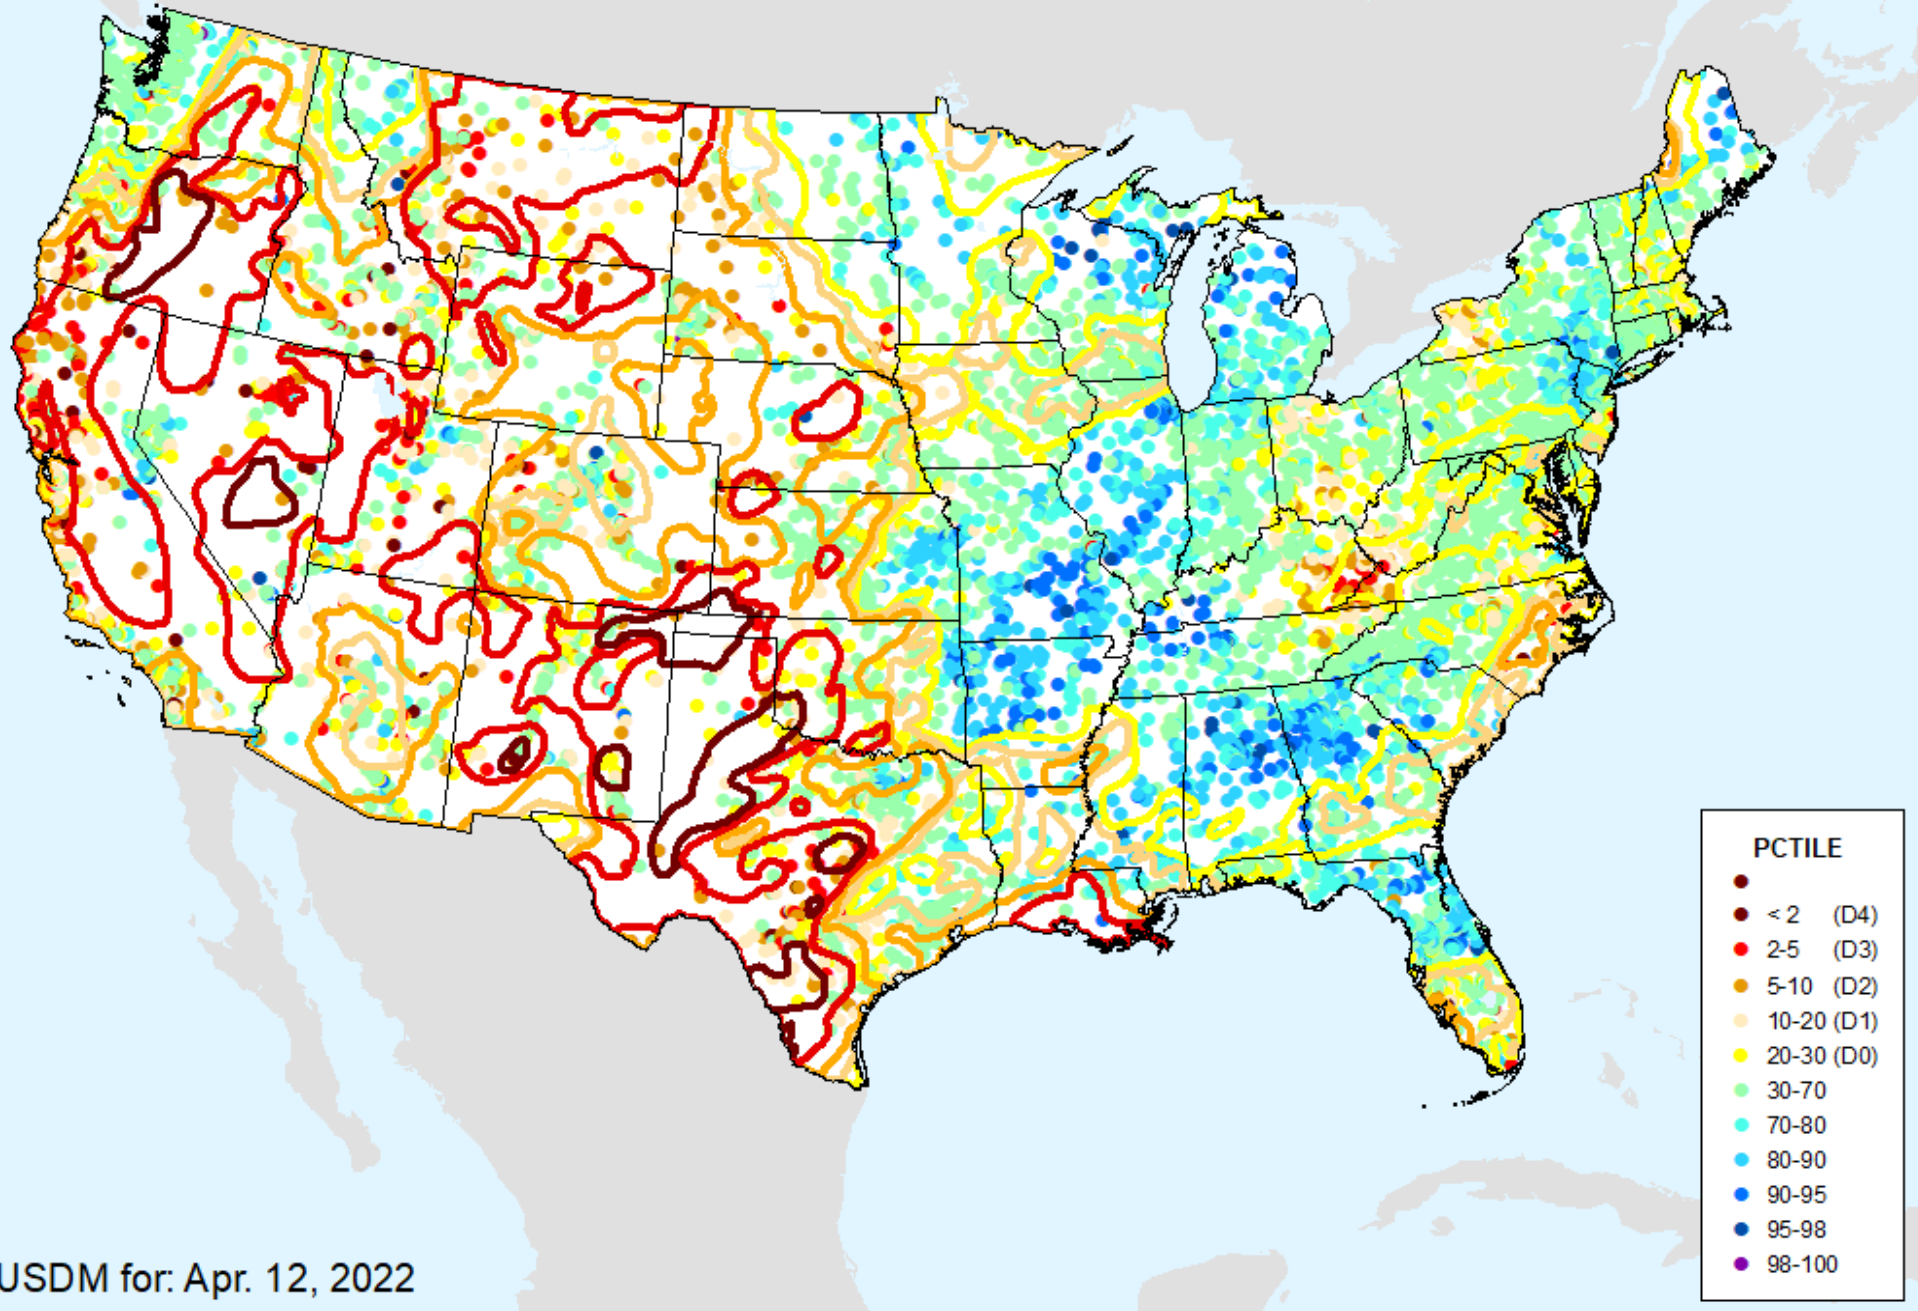 PCTILE
< 2 (D4)
2-5 (D3)
5-10 (D2)
10-20 (D1)
20-30 (D0)
30-70
70-80
80-90
90-95
95-98
98-100
USDM for: Apr. 12, 2022